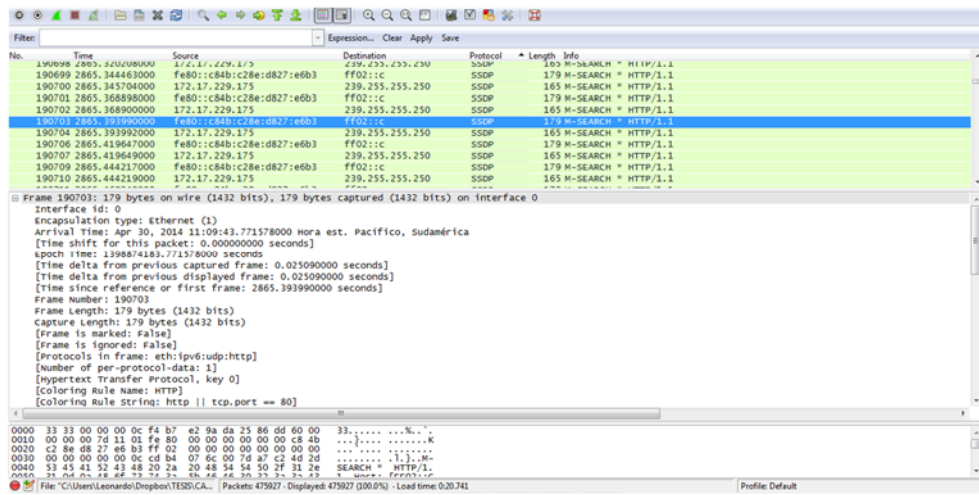 Filter: Expression... Clear Apply Save
No. Time Source Destination Protocol Length Info
190698 2865.320208000 172.17.229.175 239.255.255.250 SSDP 165 M-SEARCH * HTTP/1.1
190699 2865.344463000 fe80::c84b:c28e:d827:e6b3 ff02::c SSDP 179 M-SEARCH * HTTP/1.1
190700 2865.345704000 172.17.229.175 239.255.255.250 SSDP 165 M-SEARCH * HTTP/1.1
190701 2865.368898000 fe80::c84b:c28e:d827:e6b3 ff02::c SSDP 179 M-SEARCH * HTTP/1.1
190702 2865.368900000 172.17.229.175 239.255.255.250 SSDP 165 M-SEARCH * HTTP/1.1
190703 2865.393990000 fe80::c84b:c28e:d827:e6b3 ff02::c SSDP 179 M-SEARCH * HTTP/1.1
190704 2865.393992000 172.17.229.175 239.255.255.250 SSDP 165 M-SEARCH * HTTP/1.1
190706 2865.419647000 fe80::c84b:c28e:d827:e6b3 ff02::c SSDP 179 M-SEARCH * HTTP/1.1
190707 2865.419649000 172.17.229.175 239.255.255.250 SSDP 165 M-SEARCH * HTTP/1.1
190709 2865.444217000 fe80::c84b:c28e:d827:e6b3 ff02::c SSDP 179 M-SEARCH * HTTP/1.1
190710 2865.444219000 172.17.229.175 239.255.255.250 SSDP 165 M-SEARCH * HTTP/1.1
Frame 190703: 179 bytes on wire (1432 bits), 179 bytes captured (1432 bits) on interface 0
Interface id: 0
Encapsulation type: Ethernet (1)
Arrival Time: Apr 30, 2014 11:09:43.771578000 Hora est. Pacífico, Sudamérica
[Time shift for this packet: 0.000000000 seconds]
Epoch Time: 1398874183.771578000 seconds
[Time delta from previous captured frame: 0.025090000 seconds]
[Time delta from previous displayed frame: 0.025090000 seconds]
[Time since reference or first frame: 2865.393990000 seconds]
Frame Number: 190703
Frame Length: 179 bytes (1432 bits)
Capture Length: 179 bytes (1432 bits)
[Frame is marked: False]
[Frame is ignored: False]
[Protocols in frame: eth:ipv6:udp:http]
[Number of per-protocol-data: 1]
[Hypertext Transfer Protocol, key 0]
[Coloring Rule Name: HTTP]
[Coloring Rule String: http || tcp.port == 80]
0000 33 33 00 00 00 0c f4 b7 e2 9a da 25 86 dd 60 00 33...... ...%..`.
0010 00 00 00 7d 11 01 fe 80 00 00 00 00 00 00 c8 4b ...}.... .......K
0020 c2 8e d8 27 e6 b3 ff 02 00 00 00 00 00 00 00 00 ...'.... ........
0030 00 00 00 00 00 0c cd b4 07 6c 00 7d a7 c2 4d 2d ........ .l.}..M-
0040 53 45 41 52 43 48 20 2a 20 48 54 54 50 2f 31 2e SEARCH * HTTP/1.
File: "C:\Users\Leonardo\Dropbox\TESIS\CA... Packets: 475927 · Displayed: 475927 (100.0%) · Load time: 0:20.741 Profile: Default